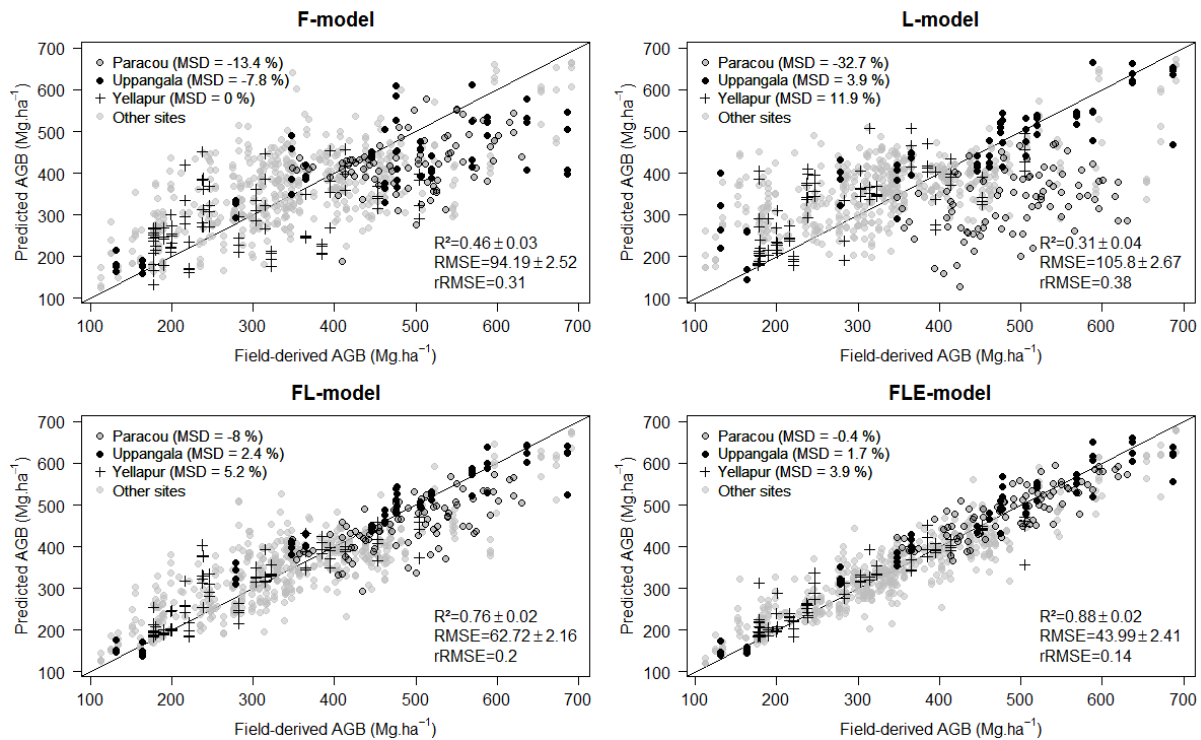 F-model
Paracou (MSD = -13.4 %)
Uppangala (MSD = -7.8 %)
Yellapur (MSD = 0 %)
Other sites
R²=0.46±0.03
RMSE=94.19±2.52
rRMSE=0.31
700
600
500
400
300
200
100
Predicted AGB (Mg.ha⁻¹)
100 200 300 400 500 600 700
Field-derived AGB (Mg.ha⁻¹)
L-model
Paracou (MSD = -32.7 %)
Uppangala (MSD = 3.9 %)
Yellapur (MSD = 11.9 %)
Other sites
R²=0.31±0.04
RMSE=105.8±2.67
rRMSE=0.38
700
600
500
400
300
200
100
Predicted AGB (Mg.ha⁻¹)
100 200 300 400 500 600 700
Field-derived AGB (Mg.ha⁻¹)
FL-model
Paracou (MSD = -8 %)
Uppangala (MSD = 2.4 %)
Yellapur (MSD = 5.2 %)
Other sites
R²=0.76±0.02
RMSE=62.72±2.16
rRMSE=0.2
700
600
500
400
300
200
100
Predicted AGB (Mg.ha⁻¹)
100 200 300 400 500 600 700
Field-derived AGB (Mg.ha⁻¹)
FLE-model
Paracou (MSD = -0.4 %)
Uppangala (MSD = 1.7 %)
Yellapur (MSD = 3.9 %)
Other sites
R²=0.88±0.02
RMSE=43.99±2.41
rRMSE=0.14
700
600
500
400
300
200
100
Predicted AGB (Mg.ha⁻¹)
100 200 300 400 500 600 700
Field-derived AGB (Mg.ha⁻¹)